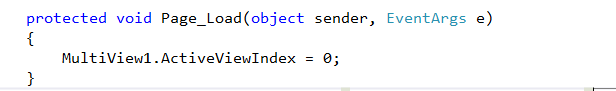 protected void Page_Load(object sender, EventArgs e)
{
    MultiView1.ActiveViewIndex = 0;
}